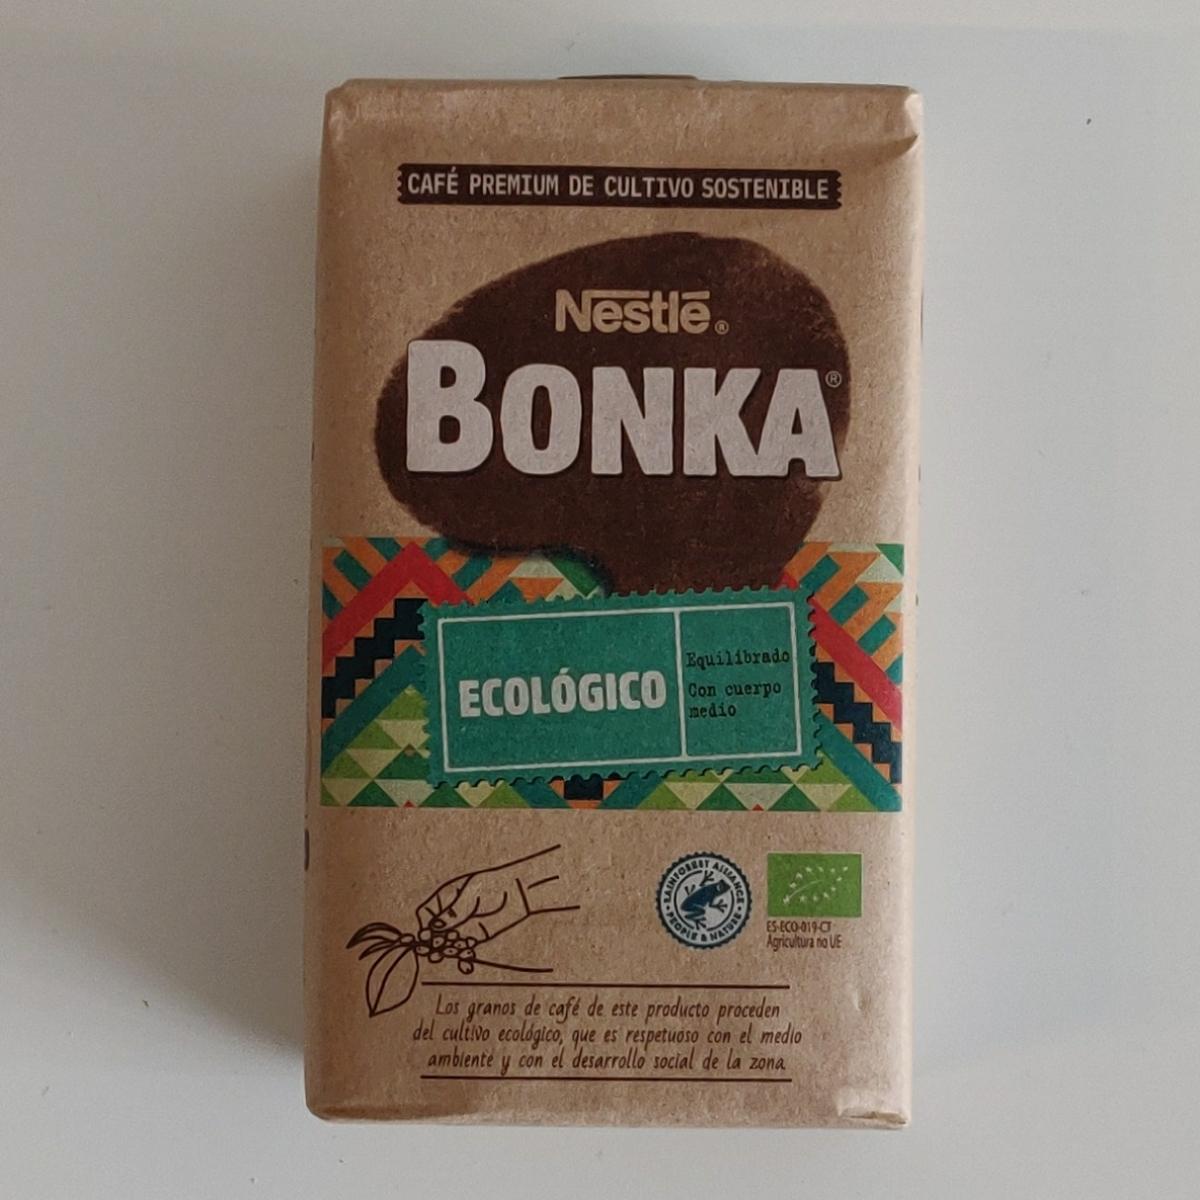 CAFÉ PREMIUM DE CULTIVO SOSTENIBLE
Nestlé®
BONKA®
ECOLÓGICO
Equilibrado
Con cuerpo
medio
RAINFOREST ALLIANCE
PEOPLE & NATURE
ES-ECO-019-CT
Agricultura no UE
Los granos de café de este producto proceden
del cultivo ecológico, que es respetuoso con el medio
ambiente y con el desarrollo social de la zona